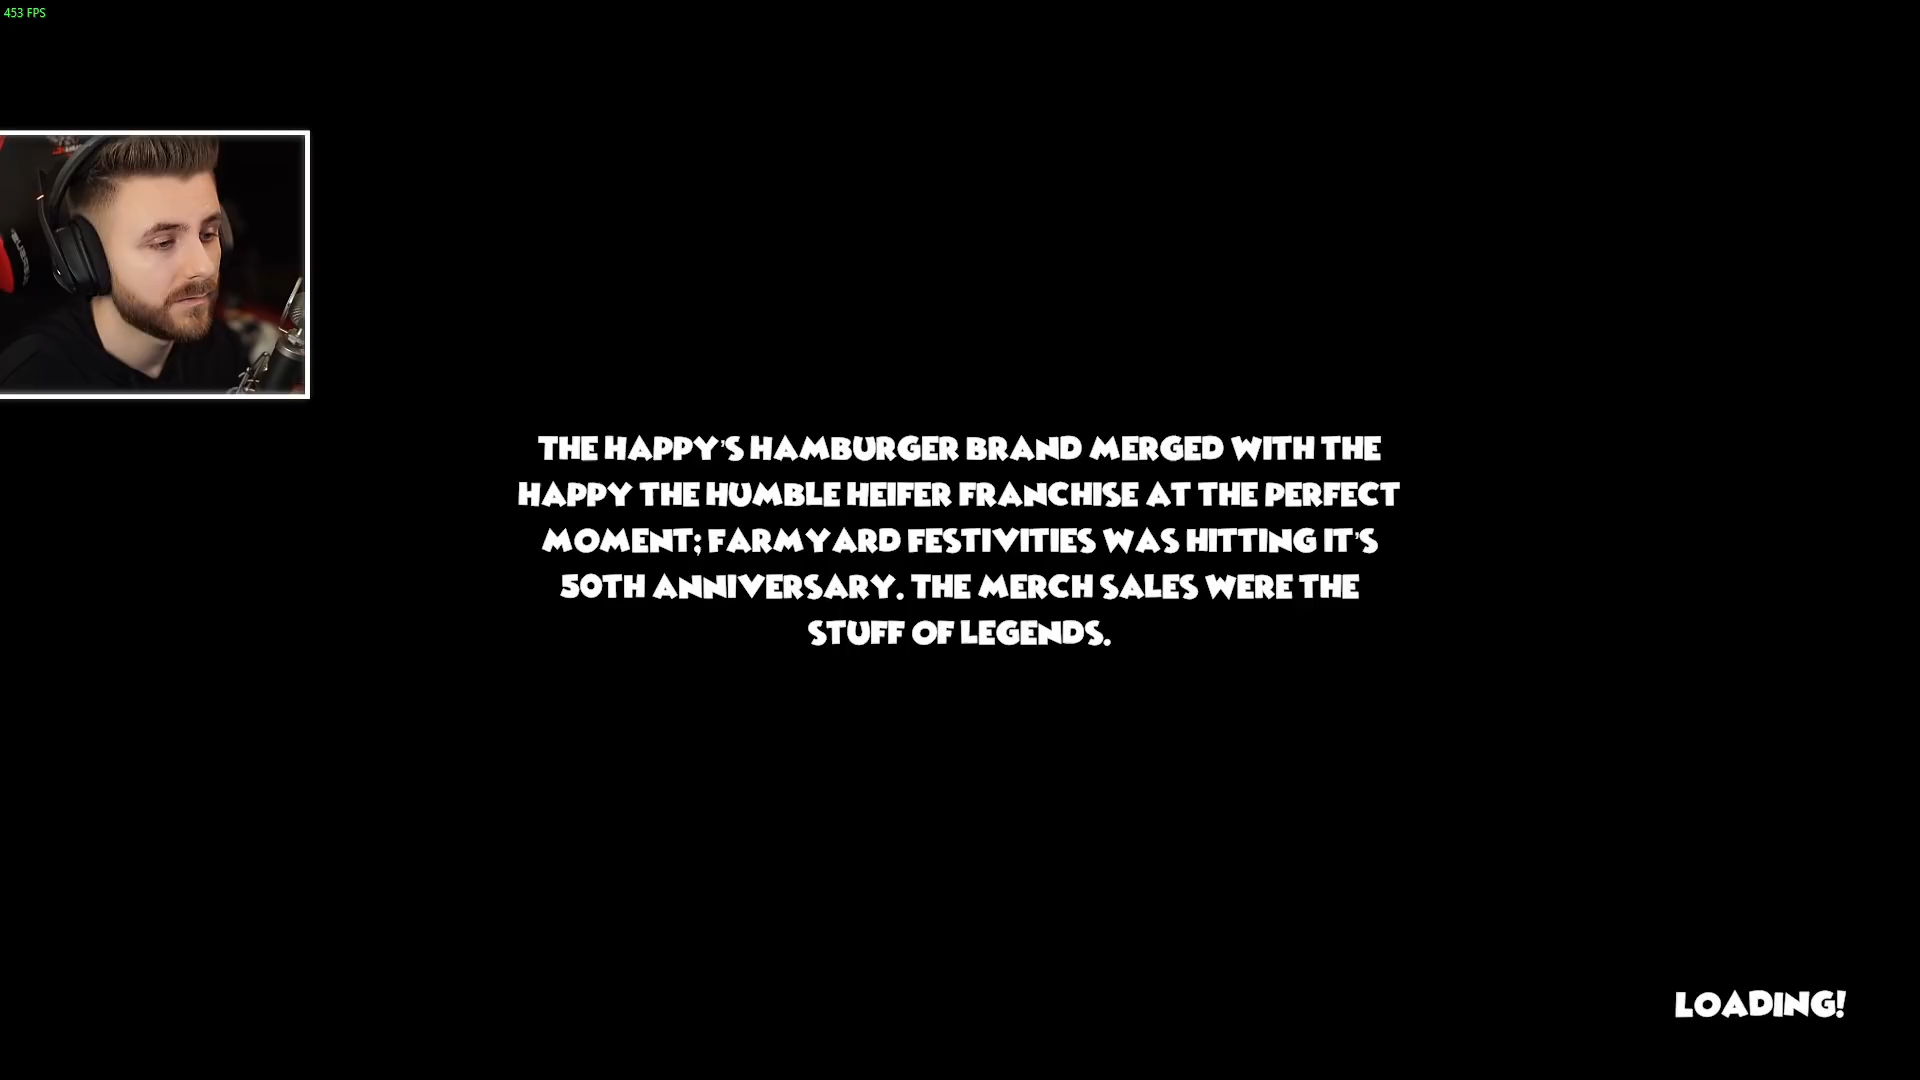 453 FPS
THE HAPPY'S HAMBURGER BRAND MERGED WITH THE
HAPPY THE HUMBLE HEIFER FRANCHISE AT THE PERFECT
MOMENT; FARMYARD FESTIVITIES WAS HITTING IT'S
50TH ANNIVERSARY. THE MERCH SALES WERE THE
STUFF OF LEGENDS.
LOADING!